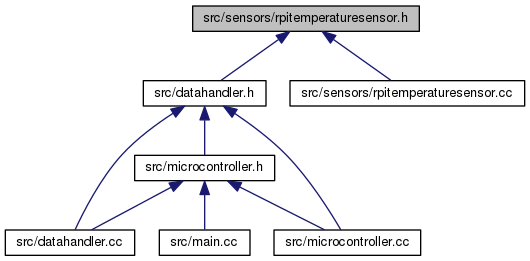 src/sensors/rpitemperaturesensor.h
src/datahandler.h
src/sensors/rpitemperaturesensor.cc
src/microcontroller.h
src/datahandler.cc
src/main.cc
src/microcontroller.cc